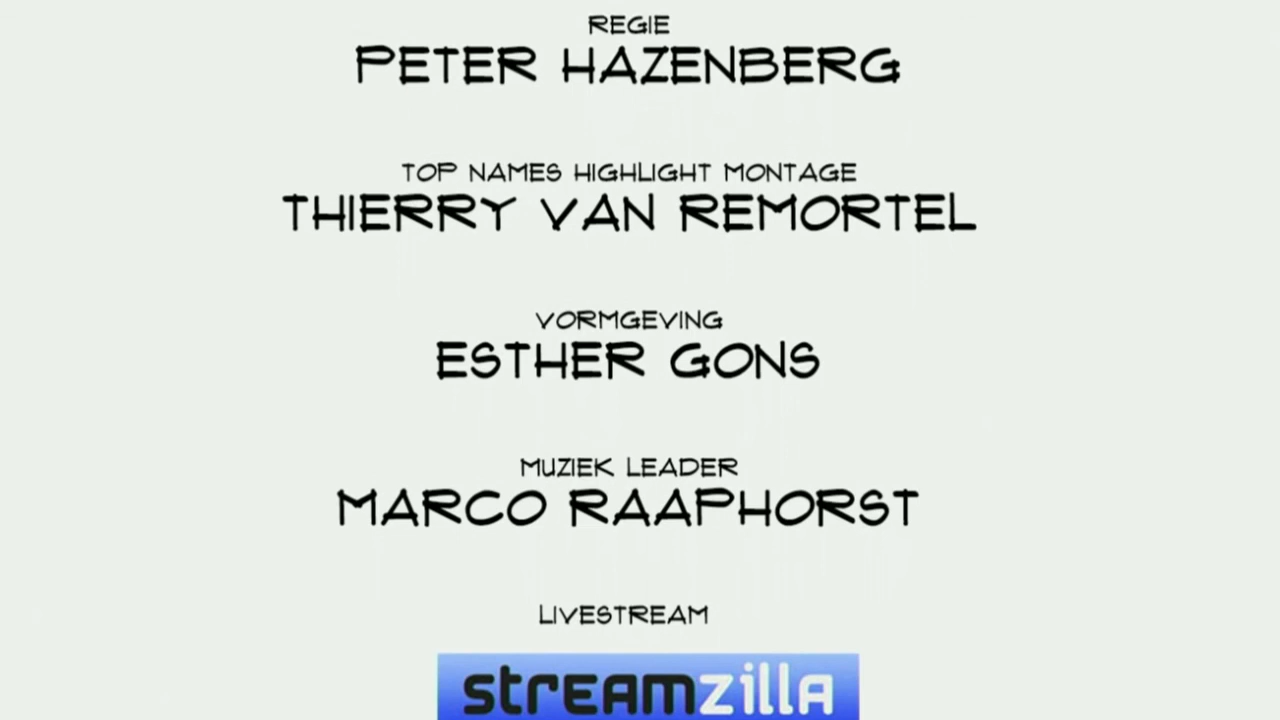 REGIE
PETER HAZENBERG
TOP NAMES HIGHLIGHT MONTAGE
THIERRY VAN REMORTEL
VORMGEVING
ESTHER GONS
MUZIEK LEADER
MARCO RAAPHORST
LIVESTREAM
streamzilla